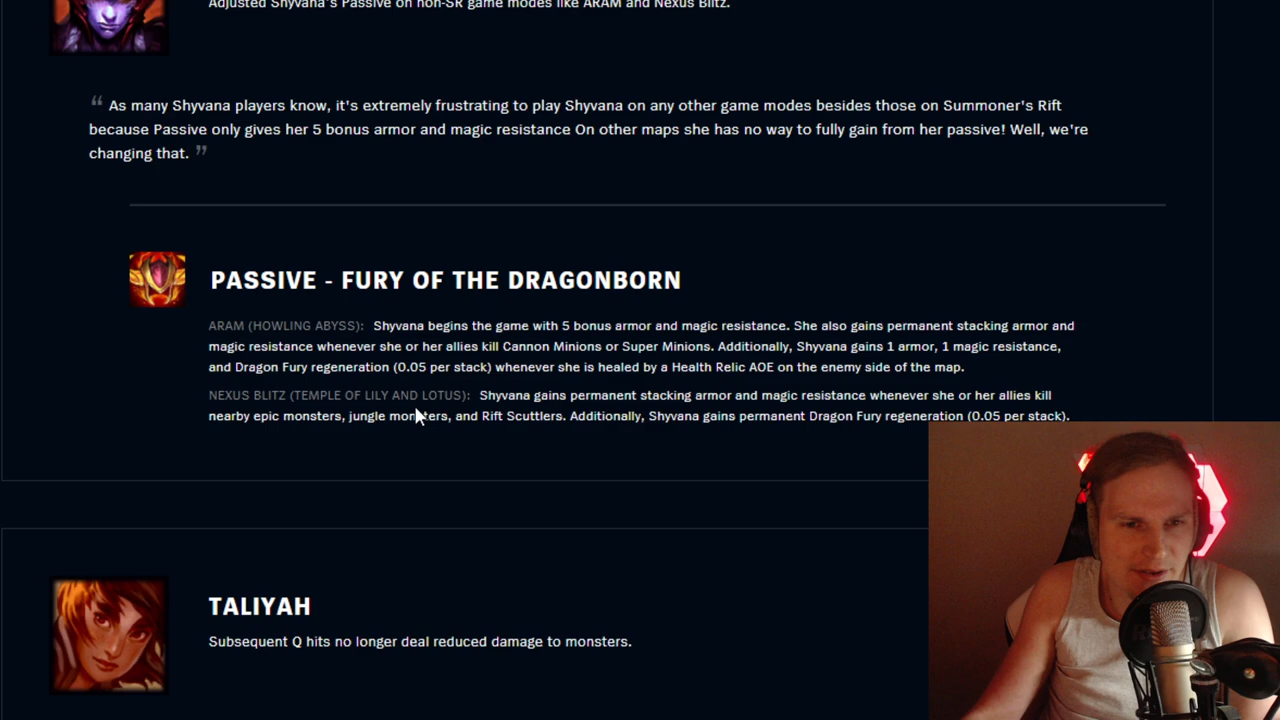 Adjusted Shyvana's Passive on non-SR game modes like ARAM and Nexus Blitz.
“ As many Shyvana players know, it's extremely frustrating to play Shyvana on any other game modes besides those on Summoner's Rift
because Passive only gives her 5 bonus armor and magic resistance On other maps she has no way to fully gain from her passive! Well, we're
changing that. ”
PASSIVE - FURY OF THE DRAGONBORN
ARAM (HOWLING ABYSS): Shyvana begins the game with 5 bonus armor and magic resistance. She also gains permanent stacking armor and
magic resistance whenever she or her allies kill Cannon Minions or Super Minions. Additionally, Shyvana gains 1 armor, 1 magic resistance,
and Dragon Fury regeneration (0.05 per stack) whenever she is healed by a Health Relic AOE on the enemy side of the map.
NEXUS BLITZ (TEMPLE OF LILY AND LOTUS): Shyvana gains permanent stacking armor and magic resistance whenever she or her allies kill
nearby epic monsters, jungle monsters, and Rift Scuttlers. Additionally, Shyvana gains permanent Dragon Fury regeneration (0.05 per stack).
TALIYAH
Subsequent Q hits no longer deal reduced damage to monsters.